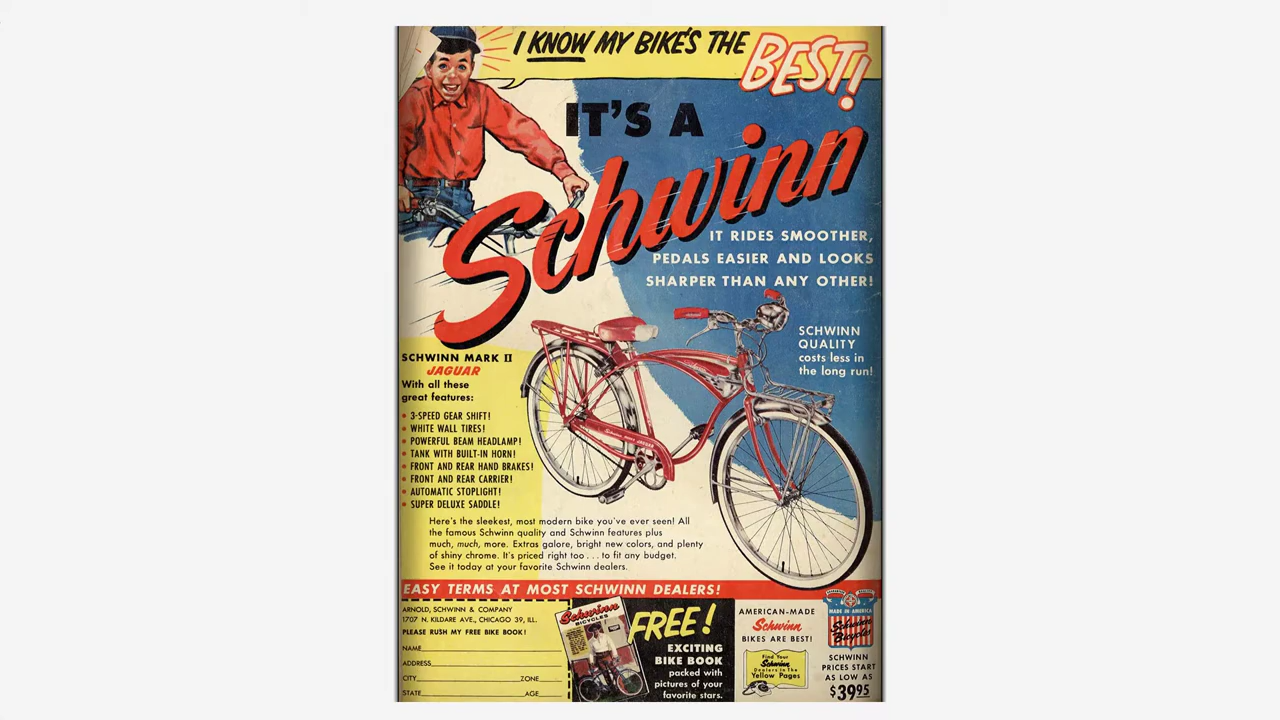 I KNOW MY BIKE'S THE BEST!
IT'S A
Schwinn
IT RIDES SMOOTHER,
PEDALS EASIER AND LOOKS
SHARPER THAN ANY OTHER!
SCHWINN
QUALITY
costs less in
the long run!
SCHWINN MARK II
JAGUAR
With all these
great features:
• 3-SPEED GEAR SHIFT!
• WHITE WALL TIRES!
• POWERFUL BEAM HEADLAMP!
• TANK WITH BUILT-IN HORN!
• FRONT AND REAR HAND BRAKES!
• FRONT AND REAR CARRIER!
• AUTOMATIC STOPLIGHT!
• SUPER DELUXE SADDLE!
Here's the sleekest, most modern bike you've ever seen! All
the famous Schwinn quality and Schwinn features plus
much, much, more. Extras galore, bright new colors, and plenty
of shiny chrome. It's priced right too . . . to fit any budget.
See it today at your favorite Schwinn dealers.
EASY TERMS AT MOST SCHWINN DEALERS!
ARNOLD, SCHWINN & COMPANY
1707 N. KILDARE AVE., CHICAGO 39, ILL.
PLEASE RUSH MY FREE BIKE BOOK!
NAME
ADDRESS
CITY ZONE
STATE AGE
Schwinn
BICYCLES
FREE!
EXCITING
BIKE BOOK
packed with
pictures of your
favorite stars.
AMERICAN-MADE
Schwinn
BIKES ARE BEST!
Find Your
Schwinn
Dealers In The
Yellow Pages
MADE IN AMERICA
Schwinn
Bicycles
SCHWINN
PRICES START
AS LOW AS
$39.95